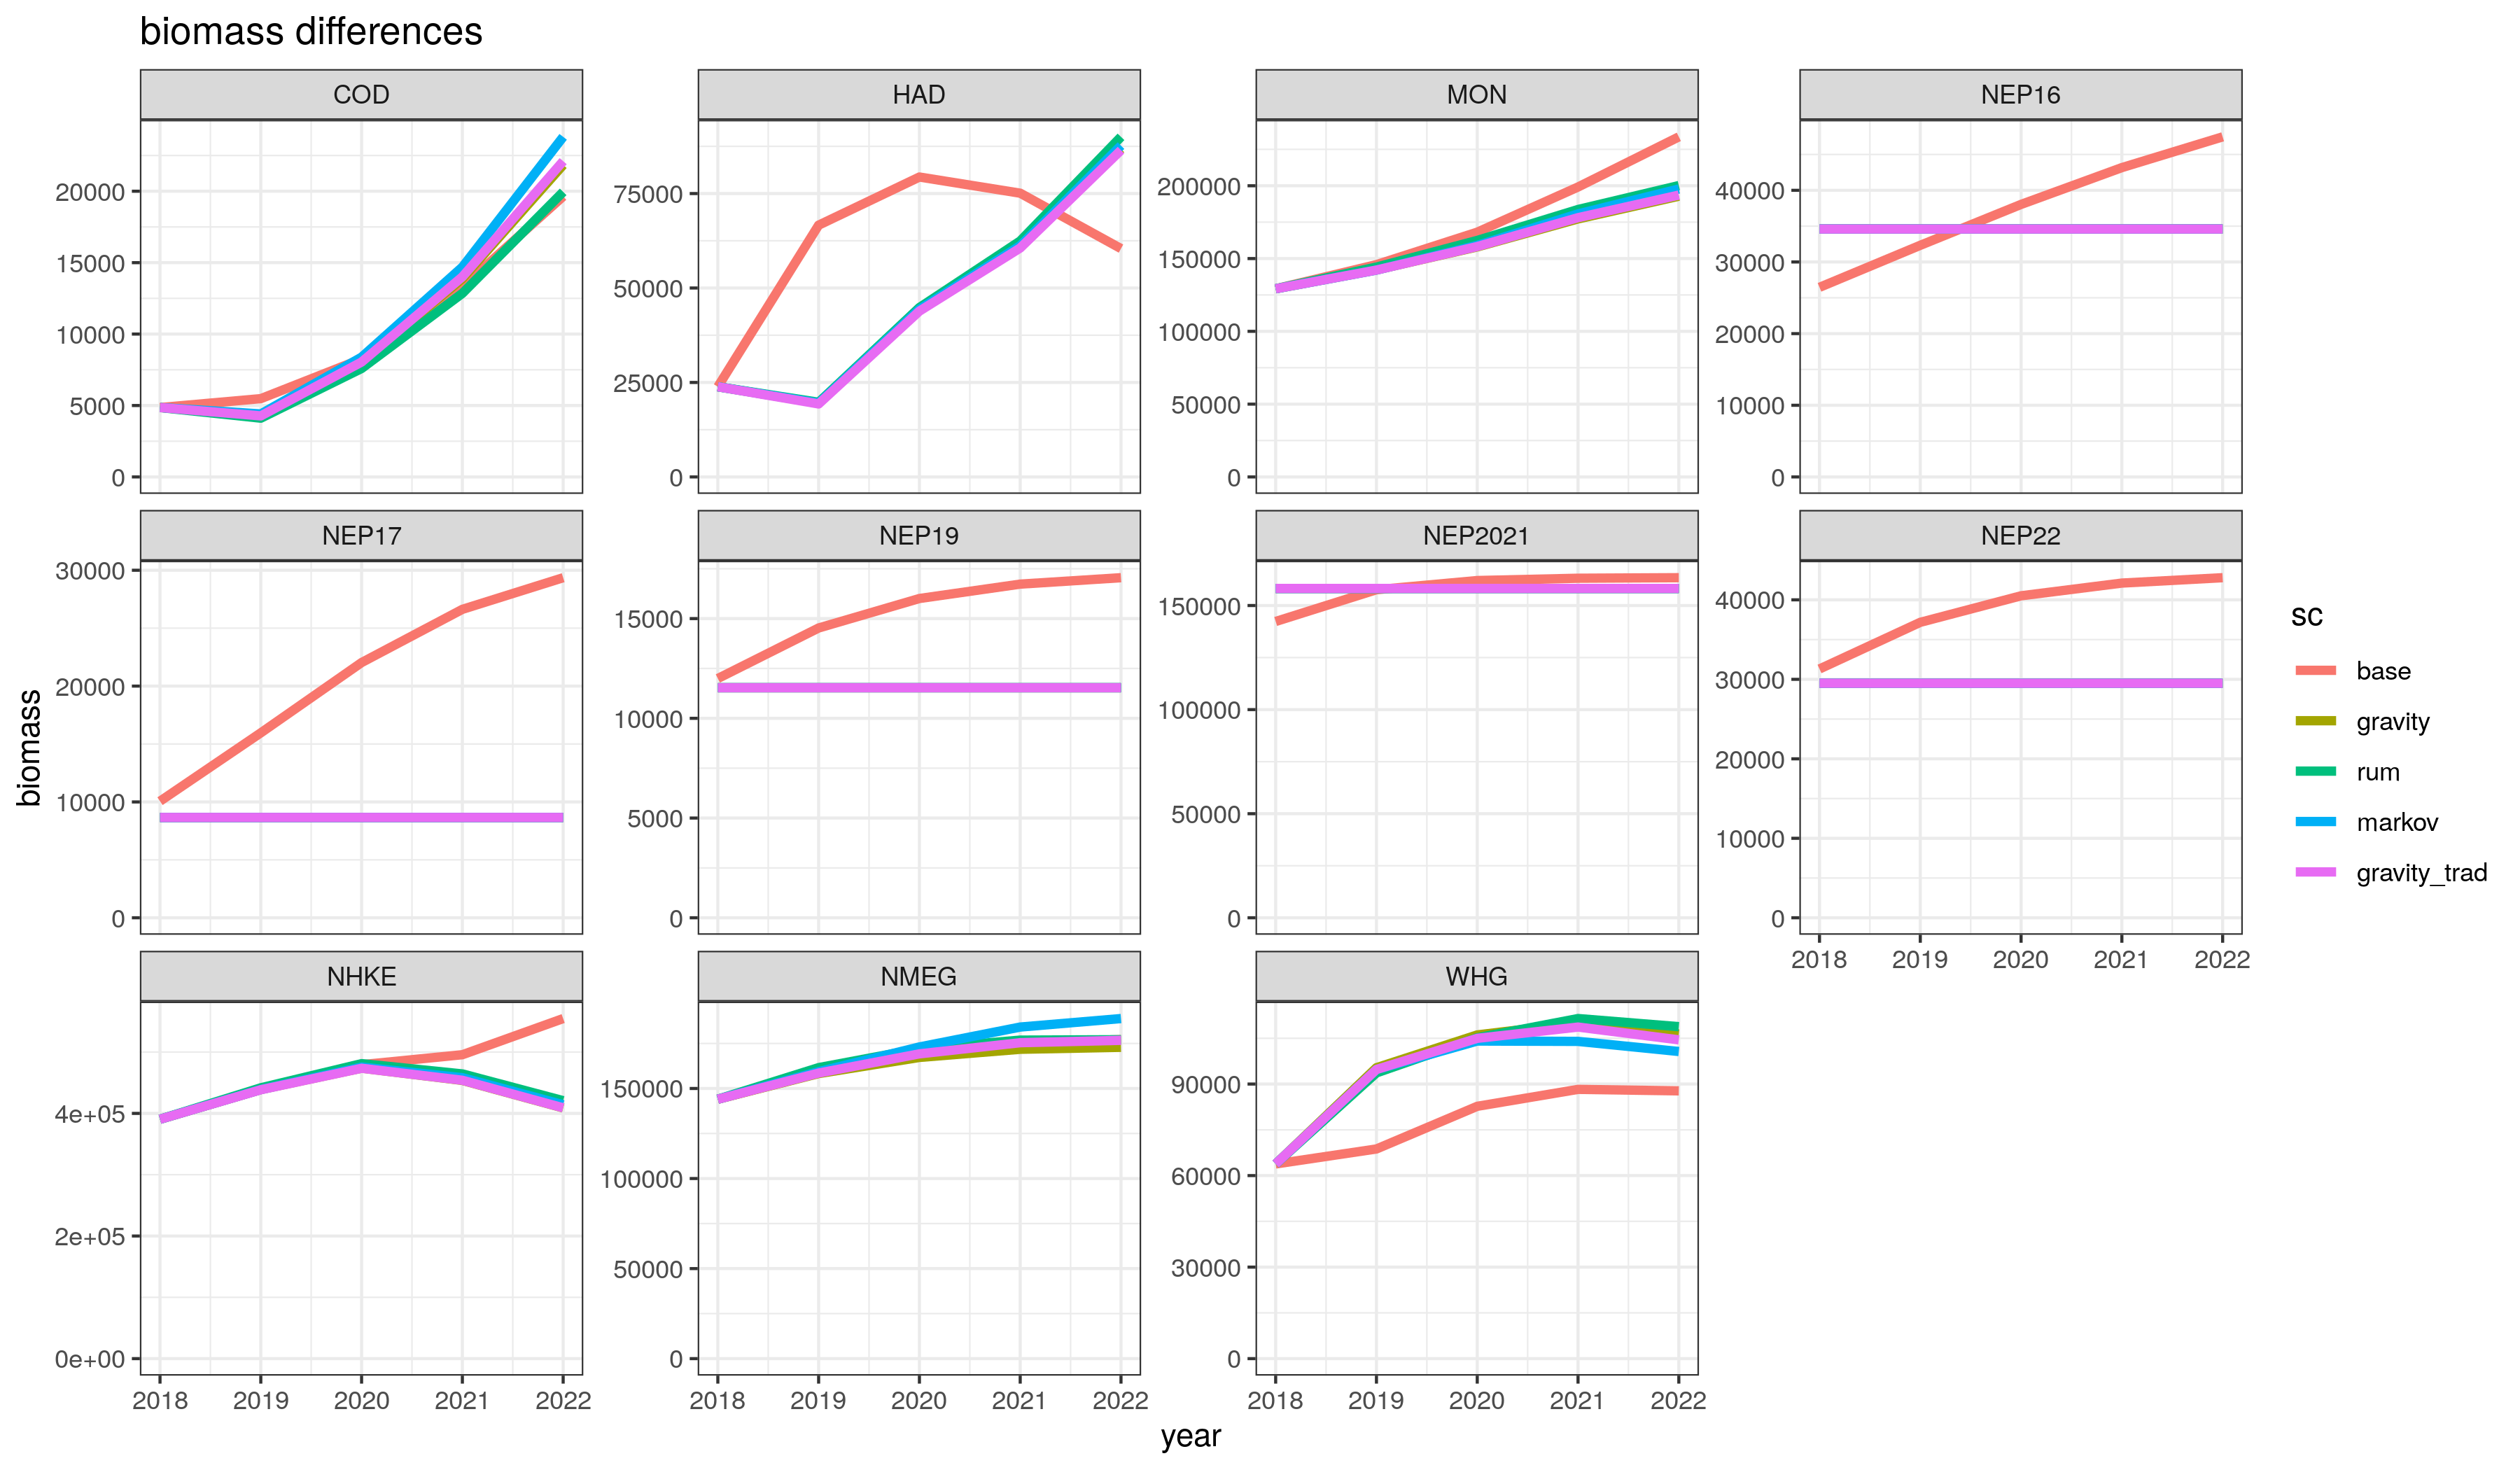 biomass differences
COD
HAD
MON
NEP16
20000
15000
10000
5000
0
75000
50000
25000
0
200000
150000
100000
50000
0
40000
30000
20000
10000
0
NEP17
NEP19
NEP2021
NEP22
30000
20000
10000
0
15000
10000
5000
0
150000
100000
50000
0
40000
30000
20000
10000
0
2018 2019 2020 2021 2022
NHKE
NMEG
WHG
4e+05
2e+05
0e+00
150000
100000
50000
0
90000
60000
30000
0
2018 2019 2020 2021 2022
2018 2019 2020 2021 2022
2018 2019 2020 2021 2022
year
biomass
sc
base
gravity
rum
markov
gravity_trad